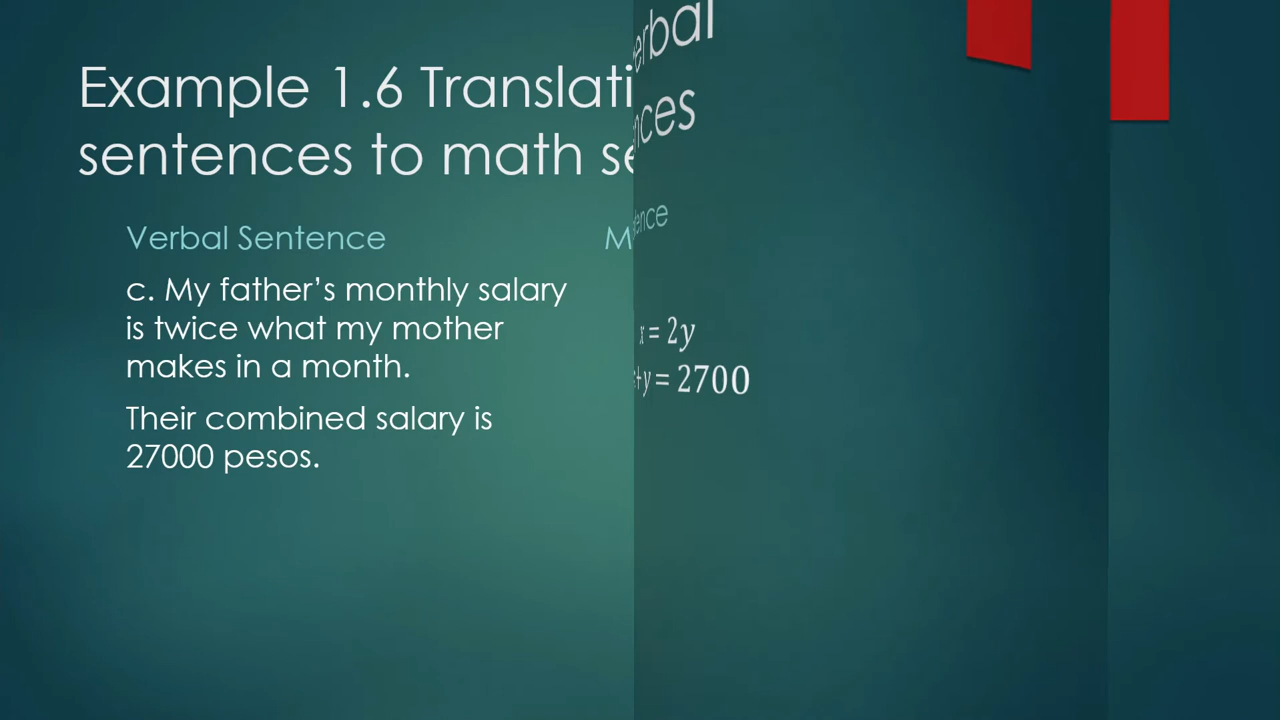 Example 1.6 Translati
sentences to math se
erbal
nces
Verbal Sentence
M
ence
c. My father's monthly salary
is twice what my mother
makes in a month.
Their combined salary is
27000 pesos.
x = 2y
+y = 2700